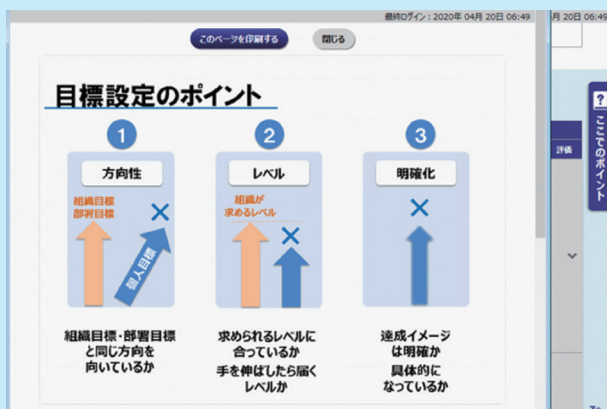 最終ログイン：2020年 04月 20日 06:49
月 20日 06:49
このページを印刷する
閉じる
目標設定のポイント
1
2
3
方向性
レベル
明確化
組織目標
部署目標
個人目標
組織が
求めるレベル
組織目標・部署目標
と同じ方向を
向いているか
求められるレベルに
合っているか
手を伸ばしたら届く
レベルか
達成イメージ
は明確か
具体的に
なっているか
評価
?
ここでのポイント